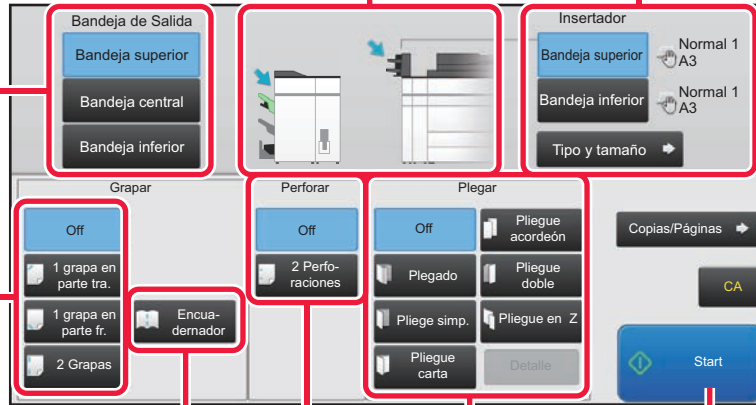 Bandeja de Salida
Bandeja superior
Bandeja central
Bandeja inferior
Insertador
Bandeja superior
Normal 1
A3
Bandeja inferior
Normal 1
A3
Tipo y tamaño
Grapar
Off
1 grapa en
parte tra.
1 grapa en
parte fr.
2 Grapas
Encua-
dernador
Perforar
Off
2 Perfo-
raciones
Plegar
Off
Plegado
Pliege simp.
Pliegue
carta
Pliegue
acordeón
Pliegue
doble
Pliegue en Z
Detalle
Copias/Páginas
CA
Start